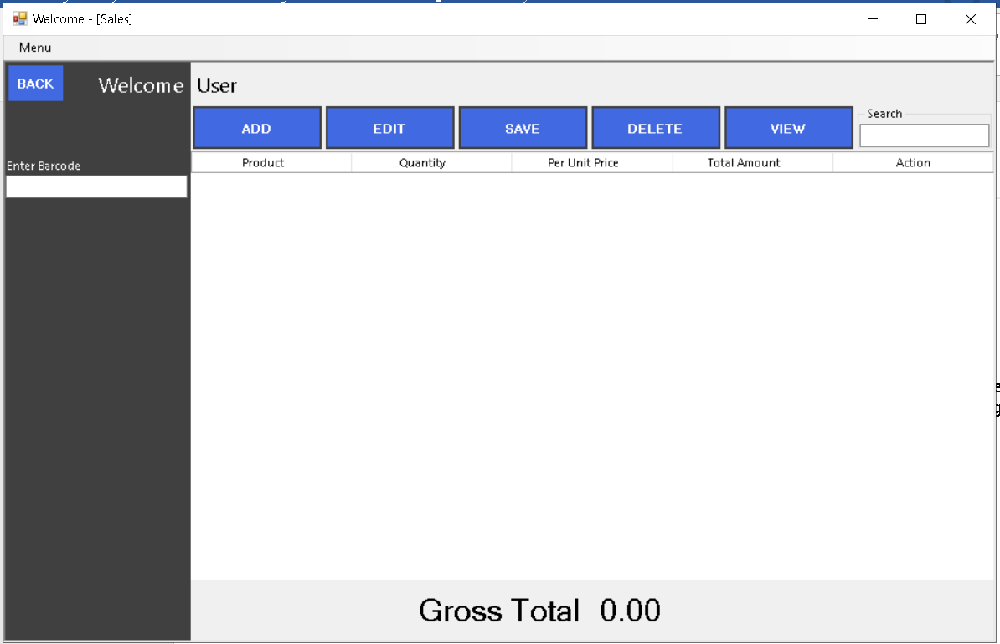 Welcome - [Sales]
Menu
BACK Welcome User
ADD EDIT SAVE DELETE VIEW Search
Enter Barcode
Product Quantity Per Unit Price Total Amount Action
Gross Total 0.00